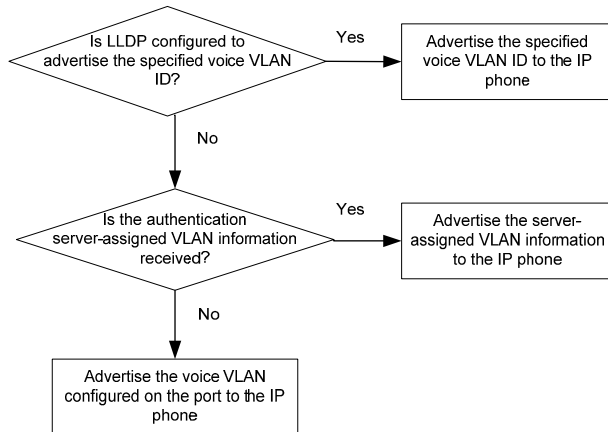 Is LLDP configured to
advertise the specified voice VLAN
ID?
Yes
Advertise the specified
voice VLAN ID to the IP
phone
No
Is the authentication
server-assigned VLAN information
received?
Yes
Advertise the server-
assigned VLAN information
to the IP phone
No
Advertise the voice VLAN
configured on the port to the IP
phone